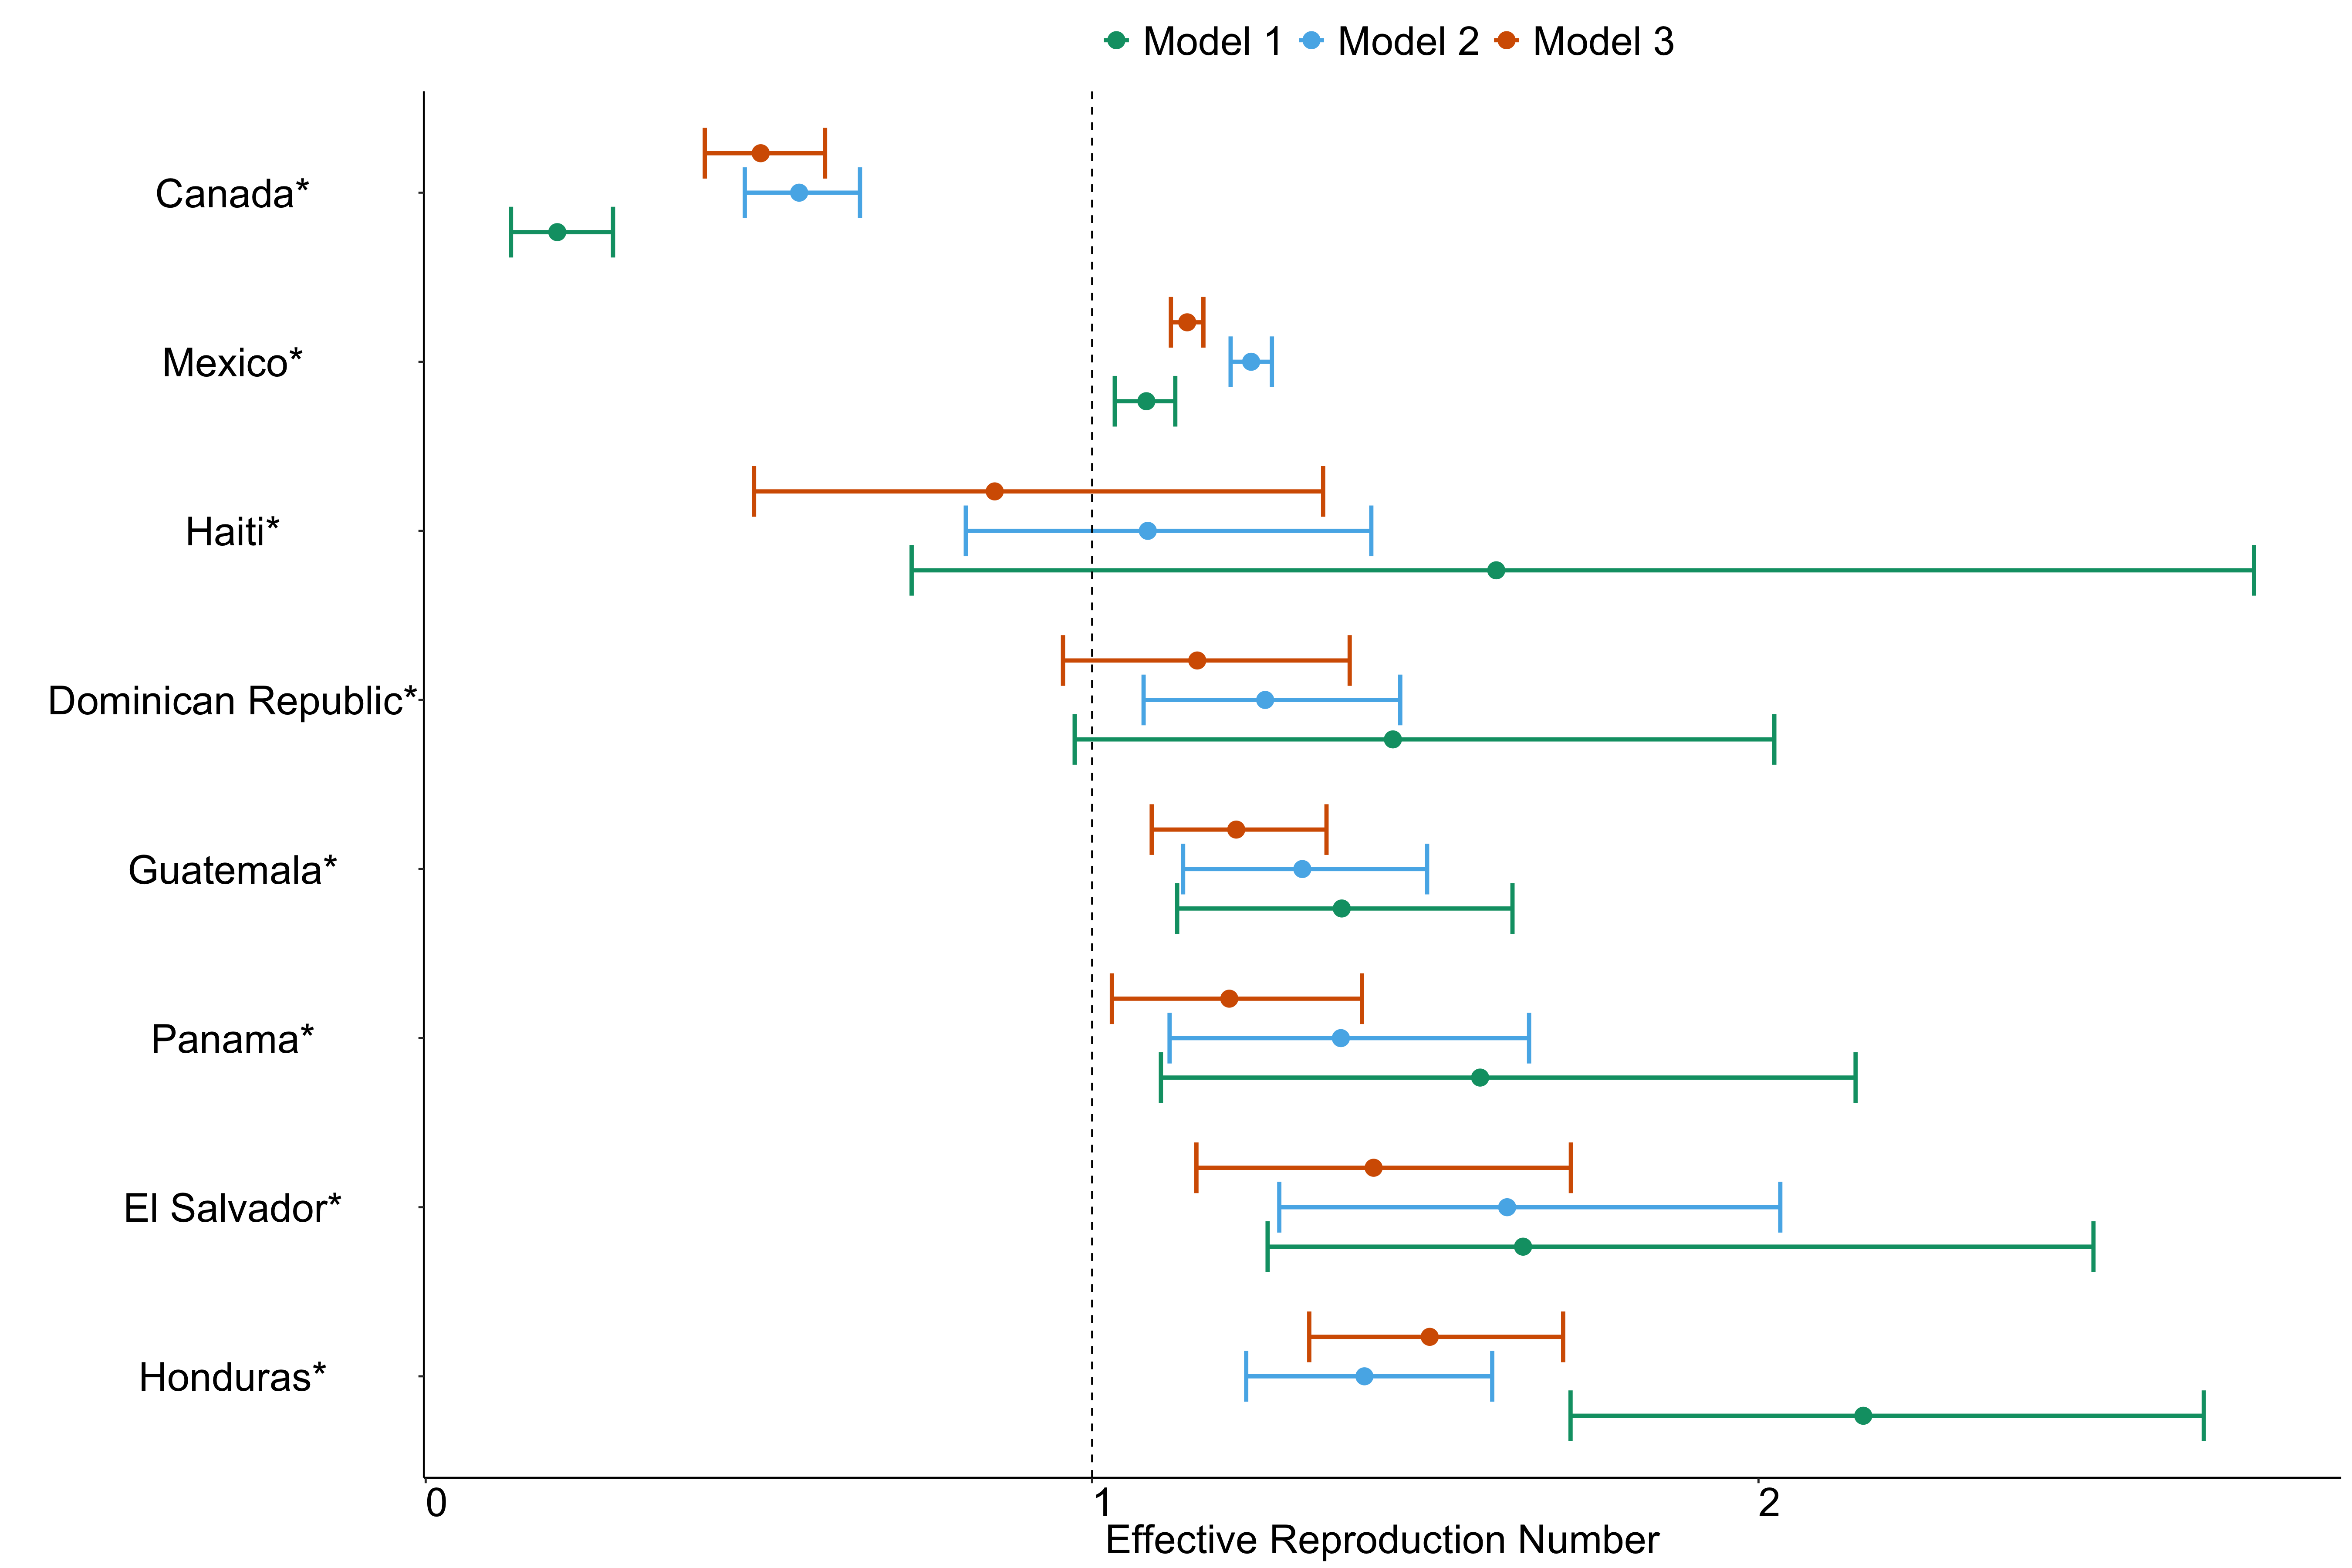 Model 1 Model 2 Model 3
Canada*
Mexico*
Haiti*
Dominican Republic*
Guatemala*
Panama*
El Salvador*
Honduras*
0 1 2
Effective Reproduction Number